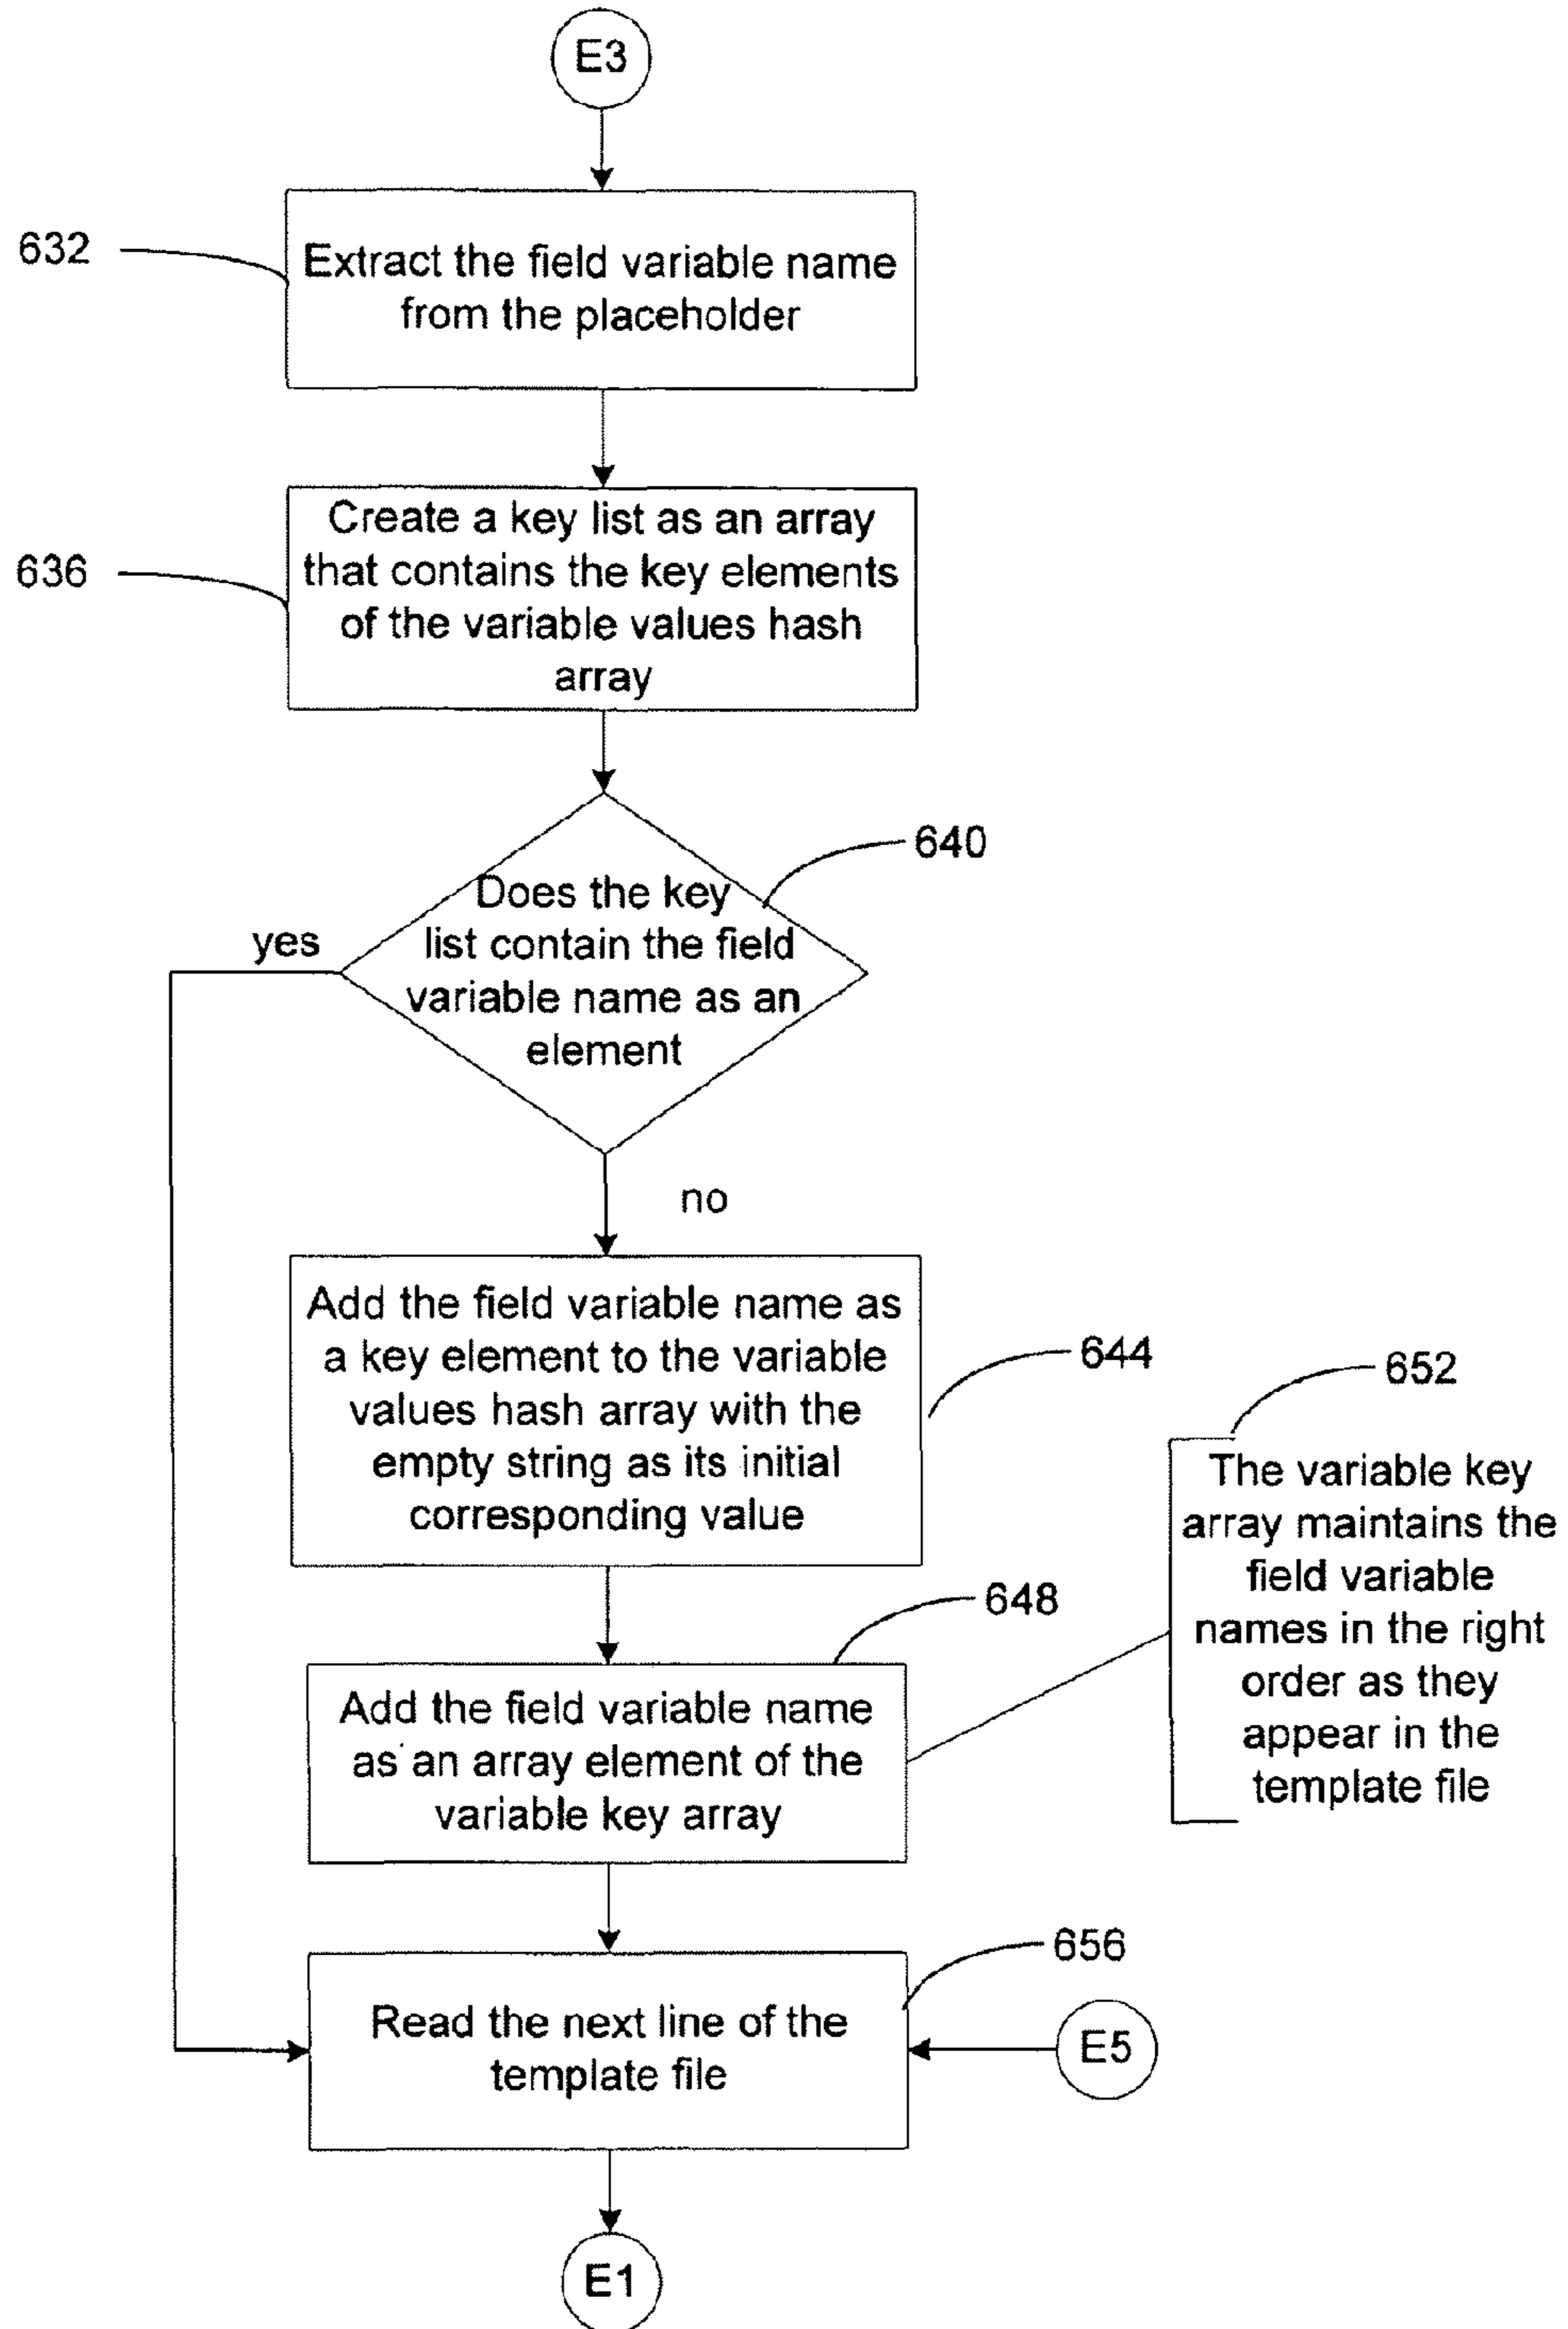 E3
632
Extract the field variable name
from the placeholder
636
Create a key list as an array
that contains the key elements
of the variable values hash
array
640
Does the key
list contain the field
variable name as an
element
yes
no
Add the field variable name as
a key element to the variable
values hash array with the
empty string as its initial
corresponding value
644
652
The variable key
array maintains the
field variable
names in the right
order as they
appear in the
template file
648
Add the field variable name
as an array element of the
variable key array
656
Read the next line of the
template file
E5
E1